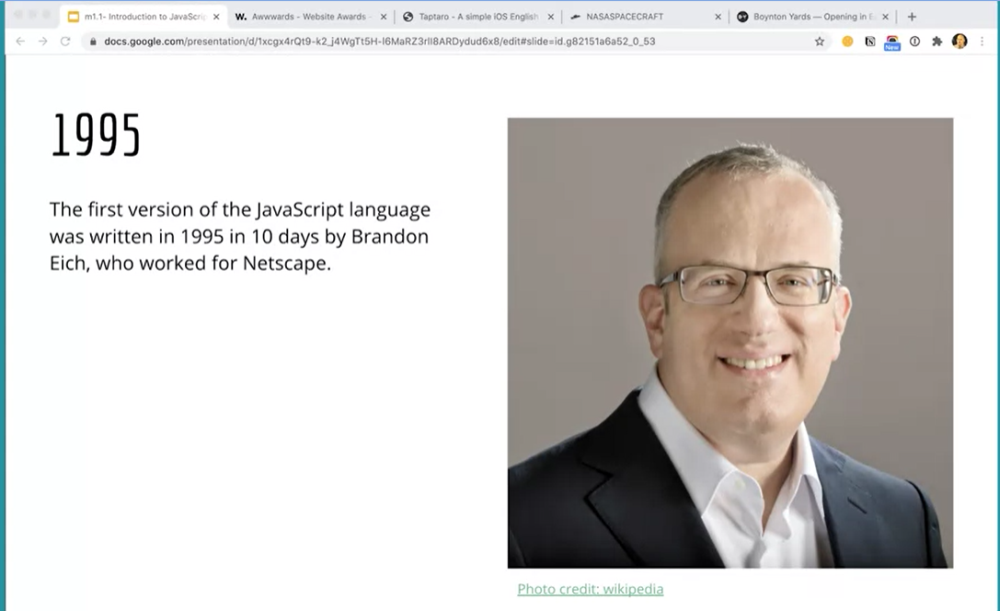 m1.1- Introduction to JavaScri
W. Awwwards - Website Awards -
Taptaro - A simple iOS English
NASASPACECRAFT
Boynton Yards — Opening in E
docs.google.com/presentation/d/1xcgx4rQt9-k2_j4WgTt5H-I6MaRZ3rII8ARDydud6x8/edit#slide=id.g82151a6a52_0_53
New
1995
The first version of the JavaScript language
was written in 1995 in 10 days by Brandon
Eich, who worked for Netscape.
Photo credit: wikipedia